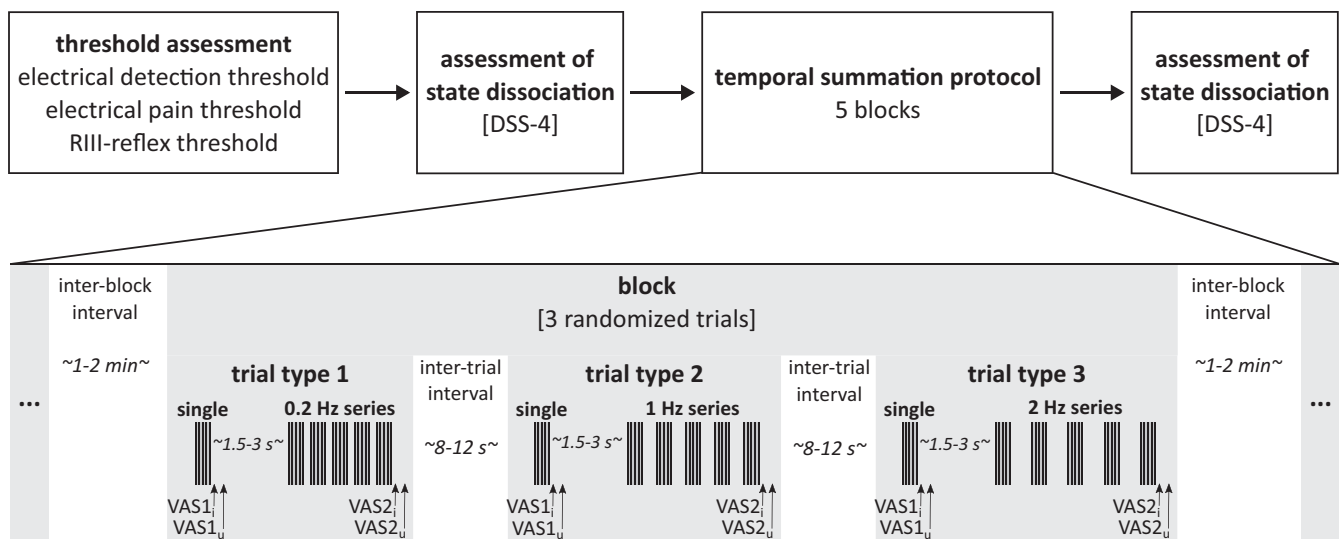 threshold assessment
electrical detection threshold
electrical pain threshold
RIII-reflex threshold
assessment of
state dissociation
[DSS-4]
temporal summation protocol
5 blocks
assessment of
state dissociation
[DSS-4]
...
inter-block
interval
~1-2 min~
block
[3 randomized trials]
trial type 1
single
0.2 Hz series
~1.5-3 s~
VAS1i
VAS1u
VAS2i
VAS2u
inter-trial
interval
~8-12 s~
trial type 2
single
1 Hz series
~1.5-3 s~
VAS1i
VAS1u
VAS2i
VAS2u
inter-trial
interval
~8-12 s~
trial type 3
single
2 Hz series
~1.5-3 s~
VAS1i
VAS1u
VAS2i
VAS2u
inter-block
interval
~1-2 min~
...